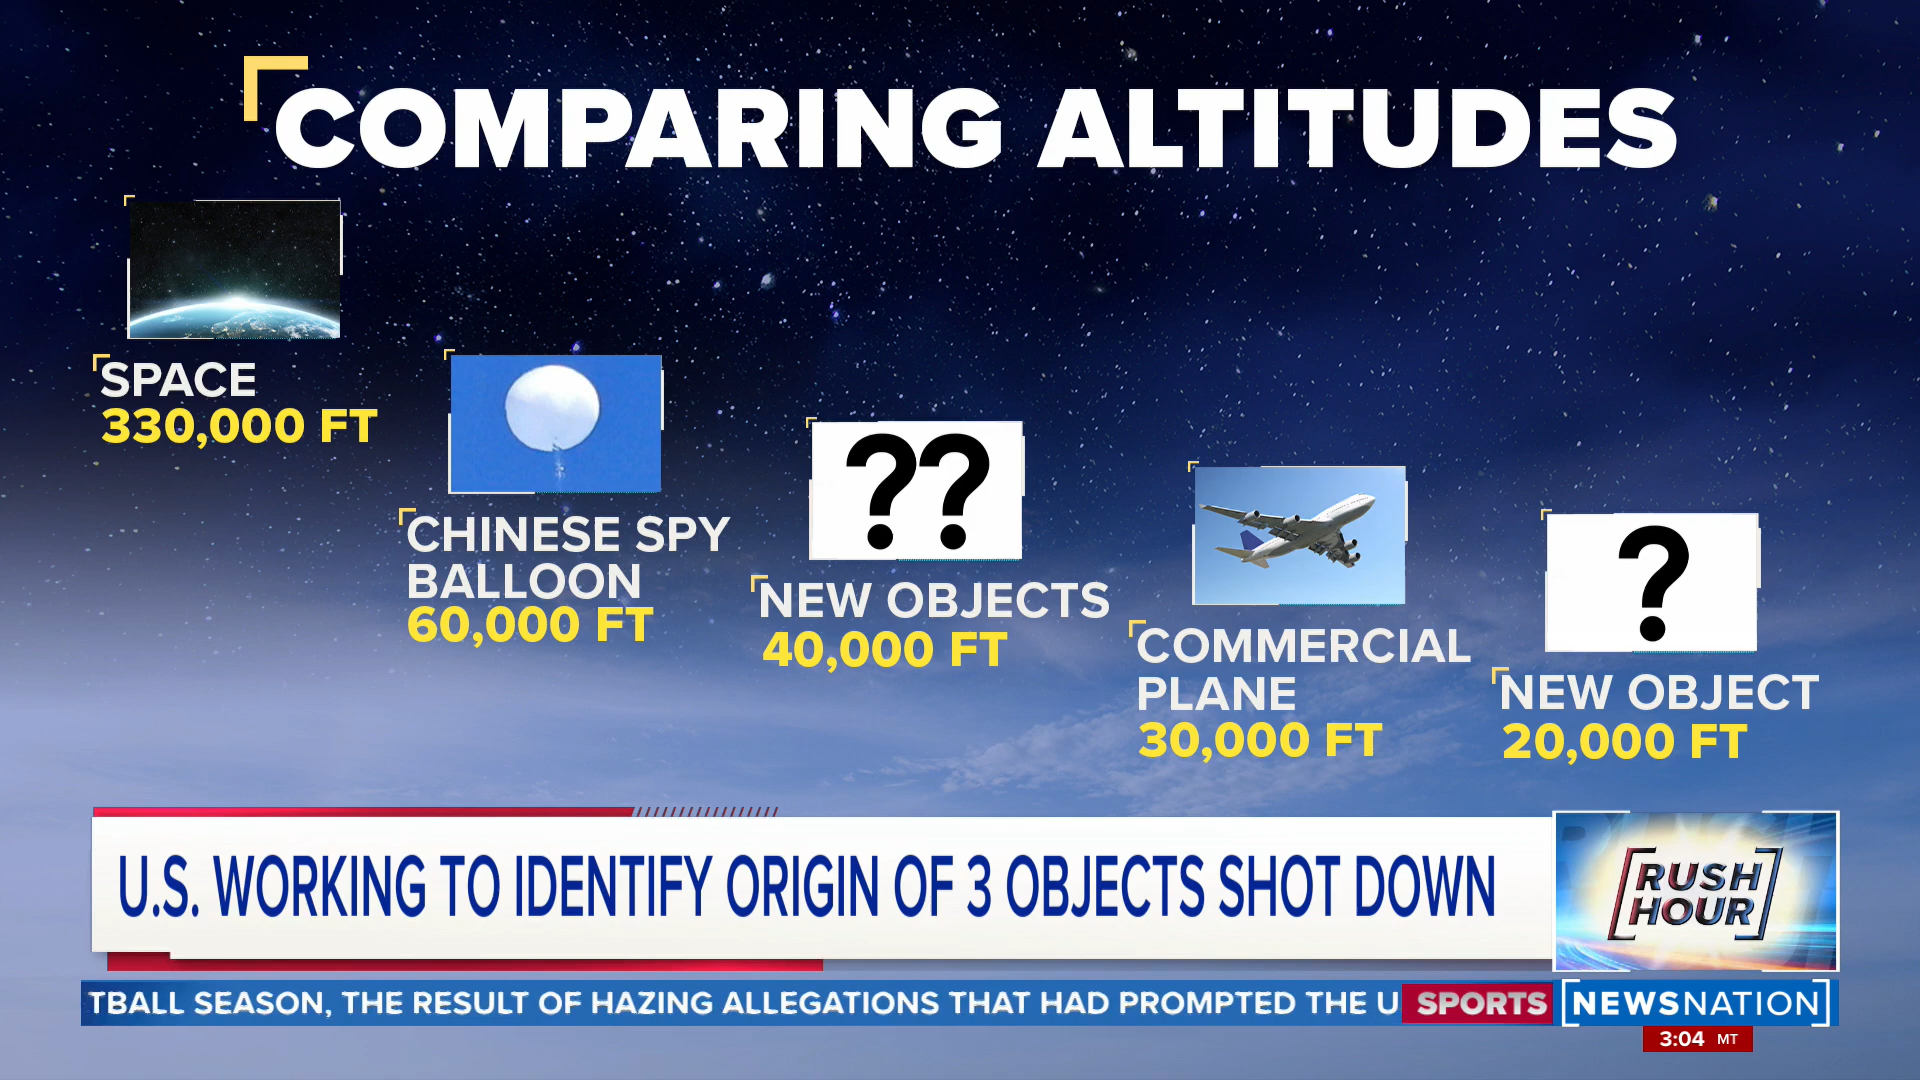 COMPARING ALTITUDES
SPACE
330,000 FT
CHINESE SPY
BALLOON
60,000 FT
??
NEW OBJECTS
40,000 FT
COMMERCIAL
PLANE
30,000 FT
?
NEW OBJECT
20,000 FT
U.S. WORKING TO IDENTIFY ORIGIN OF 3 OBJECTS SHOT DOWN
RUSH
HOUR
TBALL SEASON, THE RESULT OF HAZING ALLEGATIONS THAT HAD PROMPTED THE U
SPORTS
NEWSNATION
3:04 MT